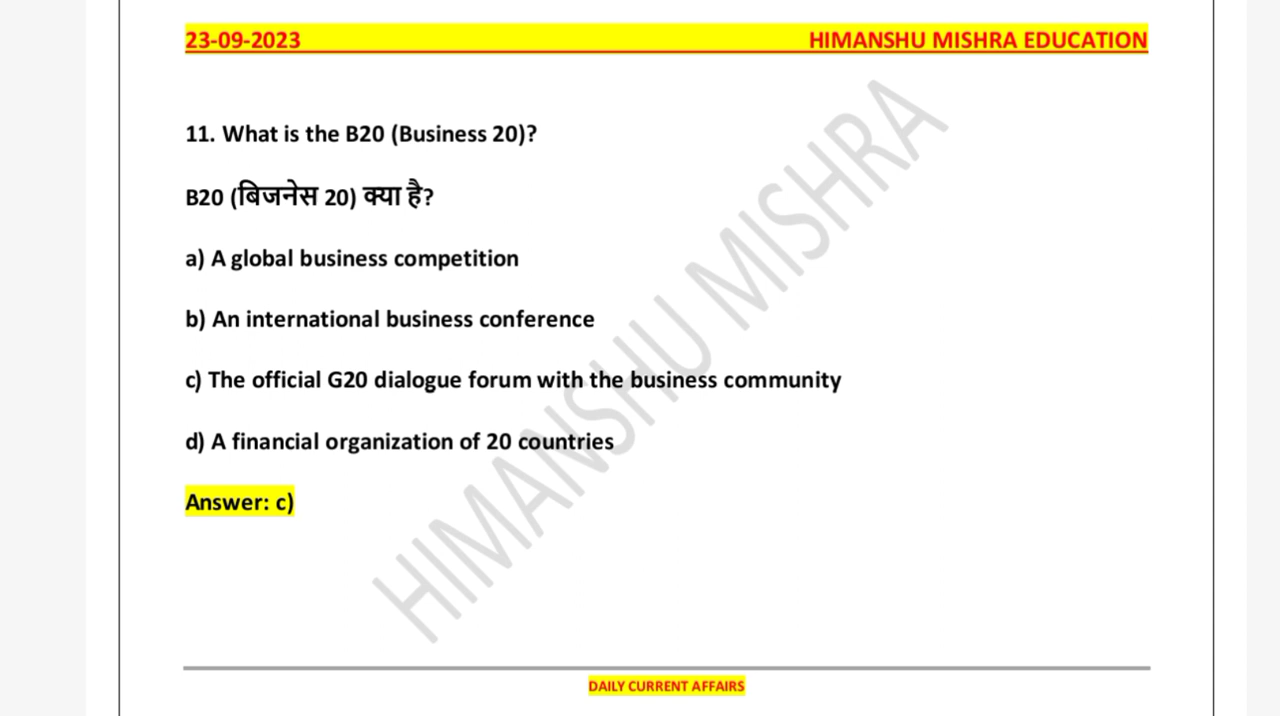 23-09-2023 HIMANSHU MISHRA EDUCATION
11. What is the B20 (Business 20)?
B20 (बिजनेस 20) क्या है?
a) A global business competition
b) An international business conference
c) The official G20 dialogue forum with the business community
d) A financial organization of 20 countries
Answer: c)
HIMANSHU MISHRA
DAILY CURRENT AFFAIRS